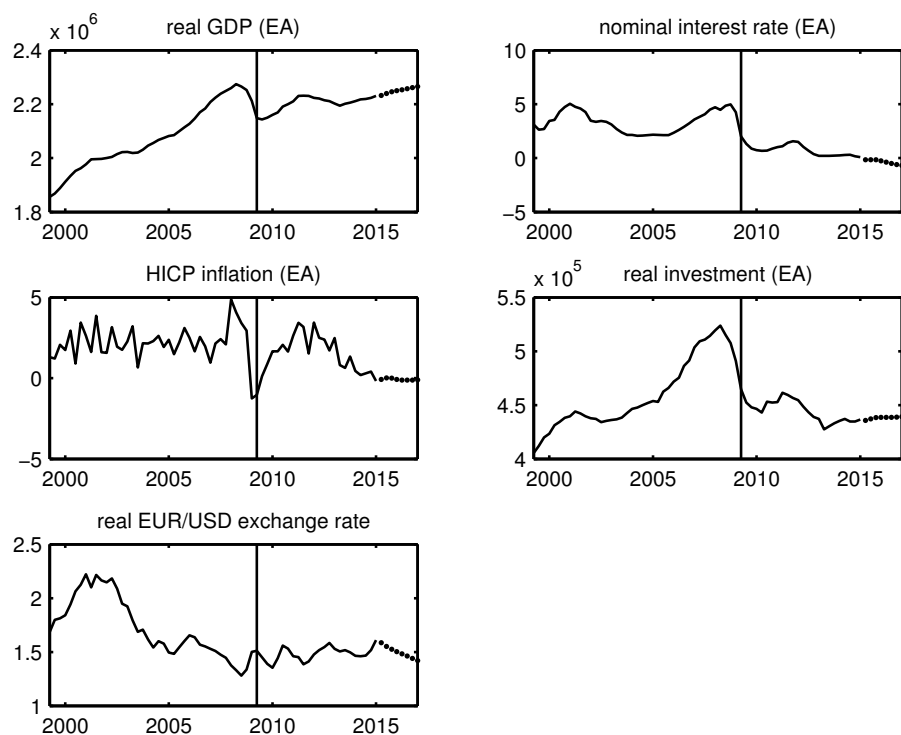 x 10^6
real GDP (EA)
2.4
2.2
2
1.8
2000 2005 2010 2015
nominal interest rate (EA)
10
5
0
−5
2000 2005 2010 2015
HICP inflation (EA)
5
0
−5
2000 2005 2010 2015
x 10^5
real investment (EA)
5.5
5
4.5
4
2000 2005 2010 2015
real EUR/USD exchange rate
2.5
2
1.5
1
2000 2005 2010 2015